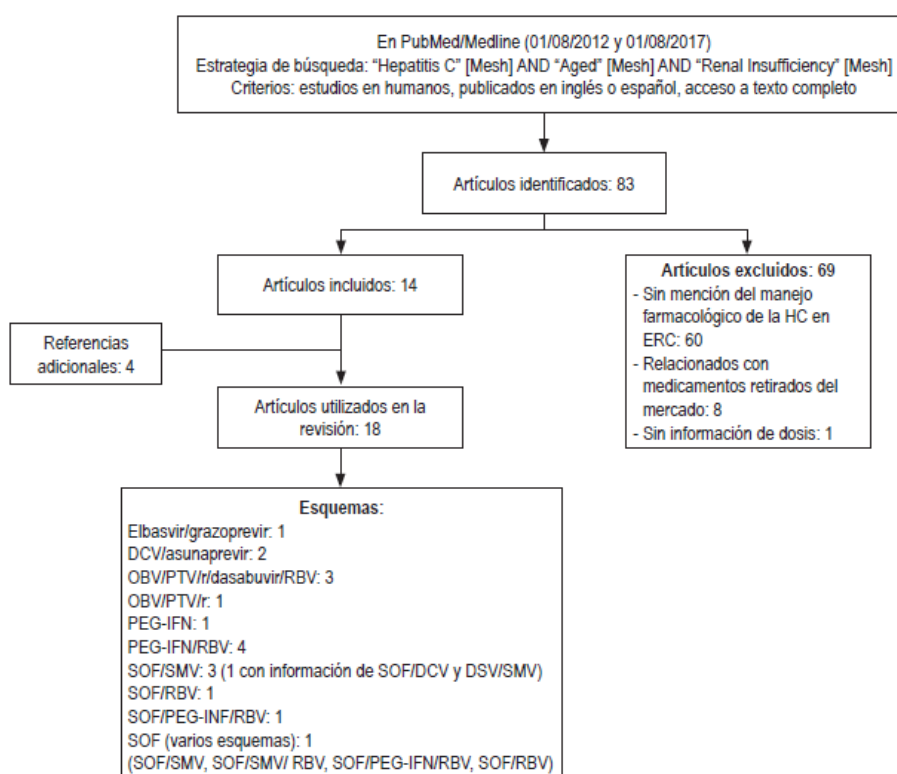 En PubMed/Medline (01/08/2012 y 01/08/2017)
Estrategia de búsqueda: “Hepatitis C” [Mesh] AND “Aged” [Mesh] AND “Renal Insufficiency” [Mesh]
Criterios: estudios en humanos, publicados en inglés o español, acceso a texto completo
Artículos identificados: 83
Artículos incluidos: 14
Artículos excluidos: 69
- Sin mención del manejo
farmacológico de la HC en
ERC: 60
- Relacionados con
medicamentos retirados del
mercado: 8
- Sin información de dosis: 1
Referencias
adicionales: 4
Artículos utilizados en la
revisión: 18
Esquemas:
Elbasvir/grazoprevir: 1
DCV/asunaprevir: 2
OBV/PTV/r/dasabuvir/RBV: 3
OBV/PTV/r: 1
PEG-IFN: 1
PEG-IFN/RBV: 4
SOF/SMV: 3 (1 con información de SOF/DCV y DSV/SMV)
SOF/RBV: 1
SOF/PEG-INF/RBV: 1
SOF (varios esquemas): 1
(SOF/SMV, SOF/SMV/ RBV, SOF/PEG-IFN/RBV, SOF/RBV)